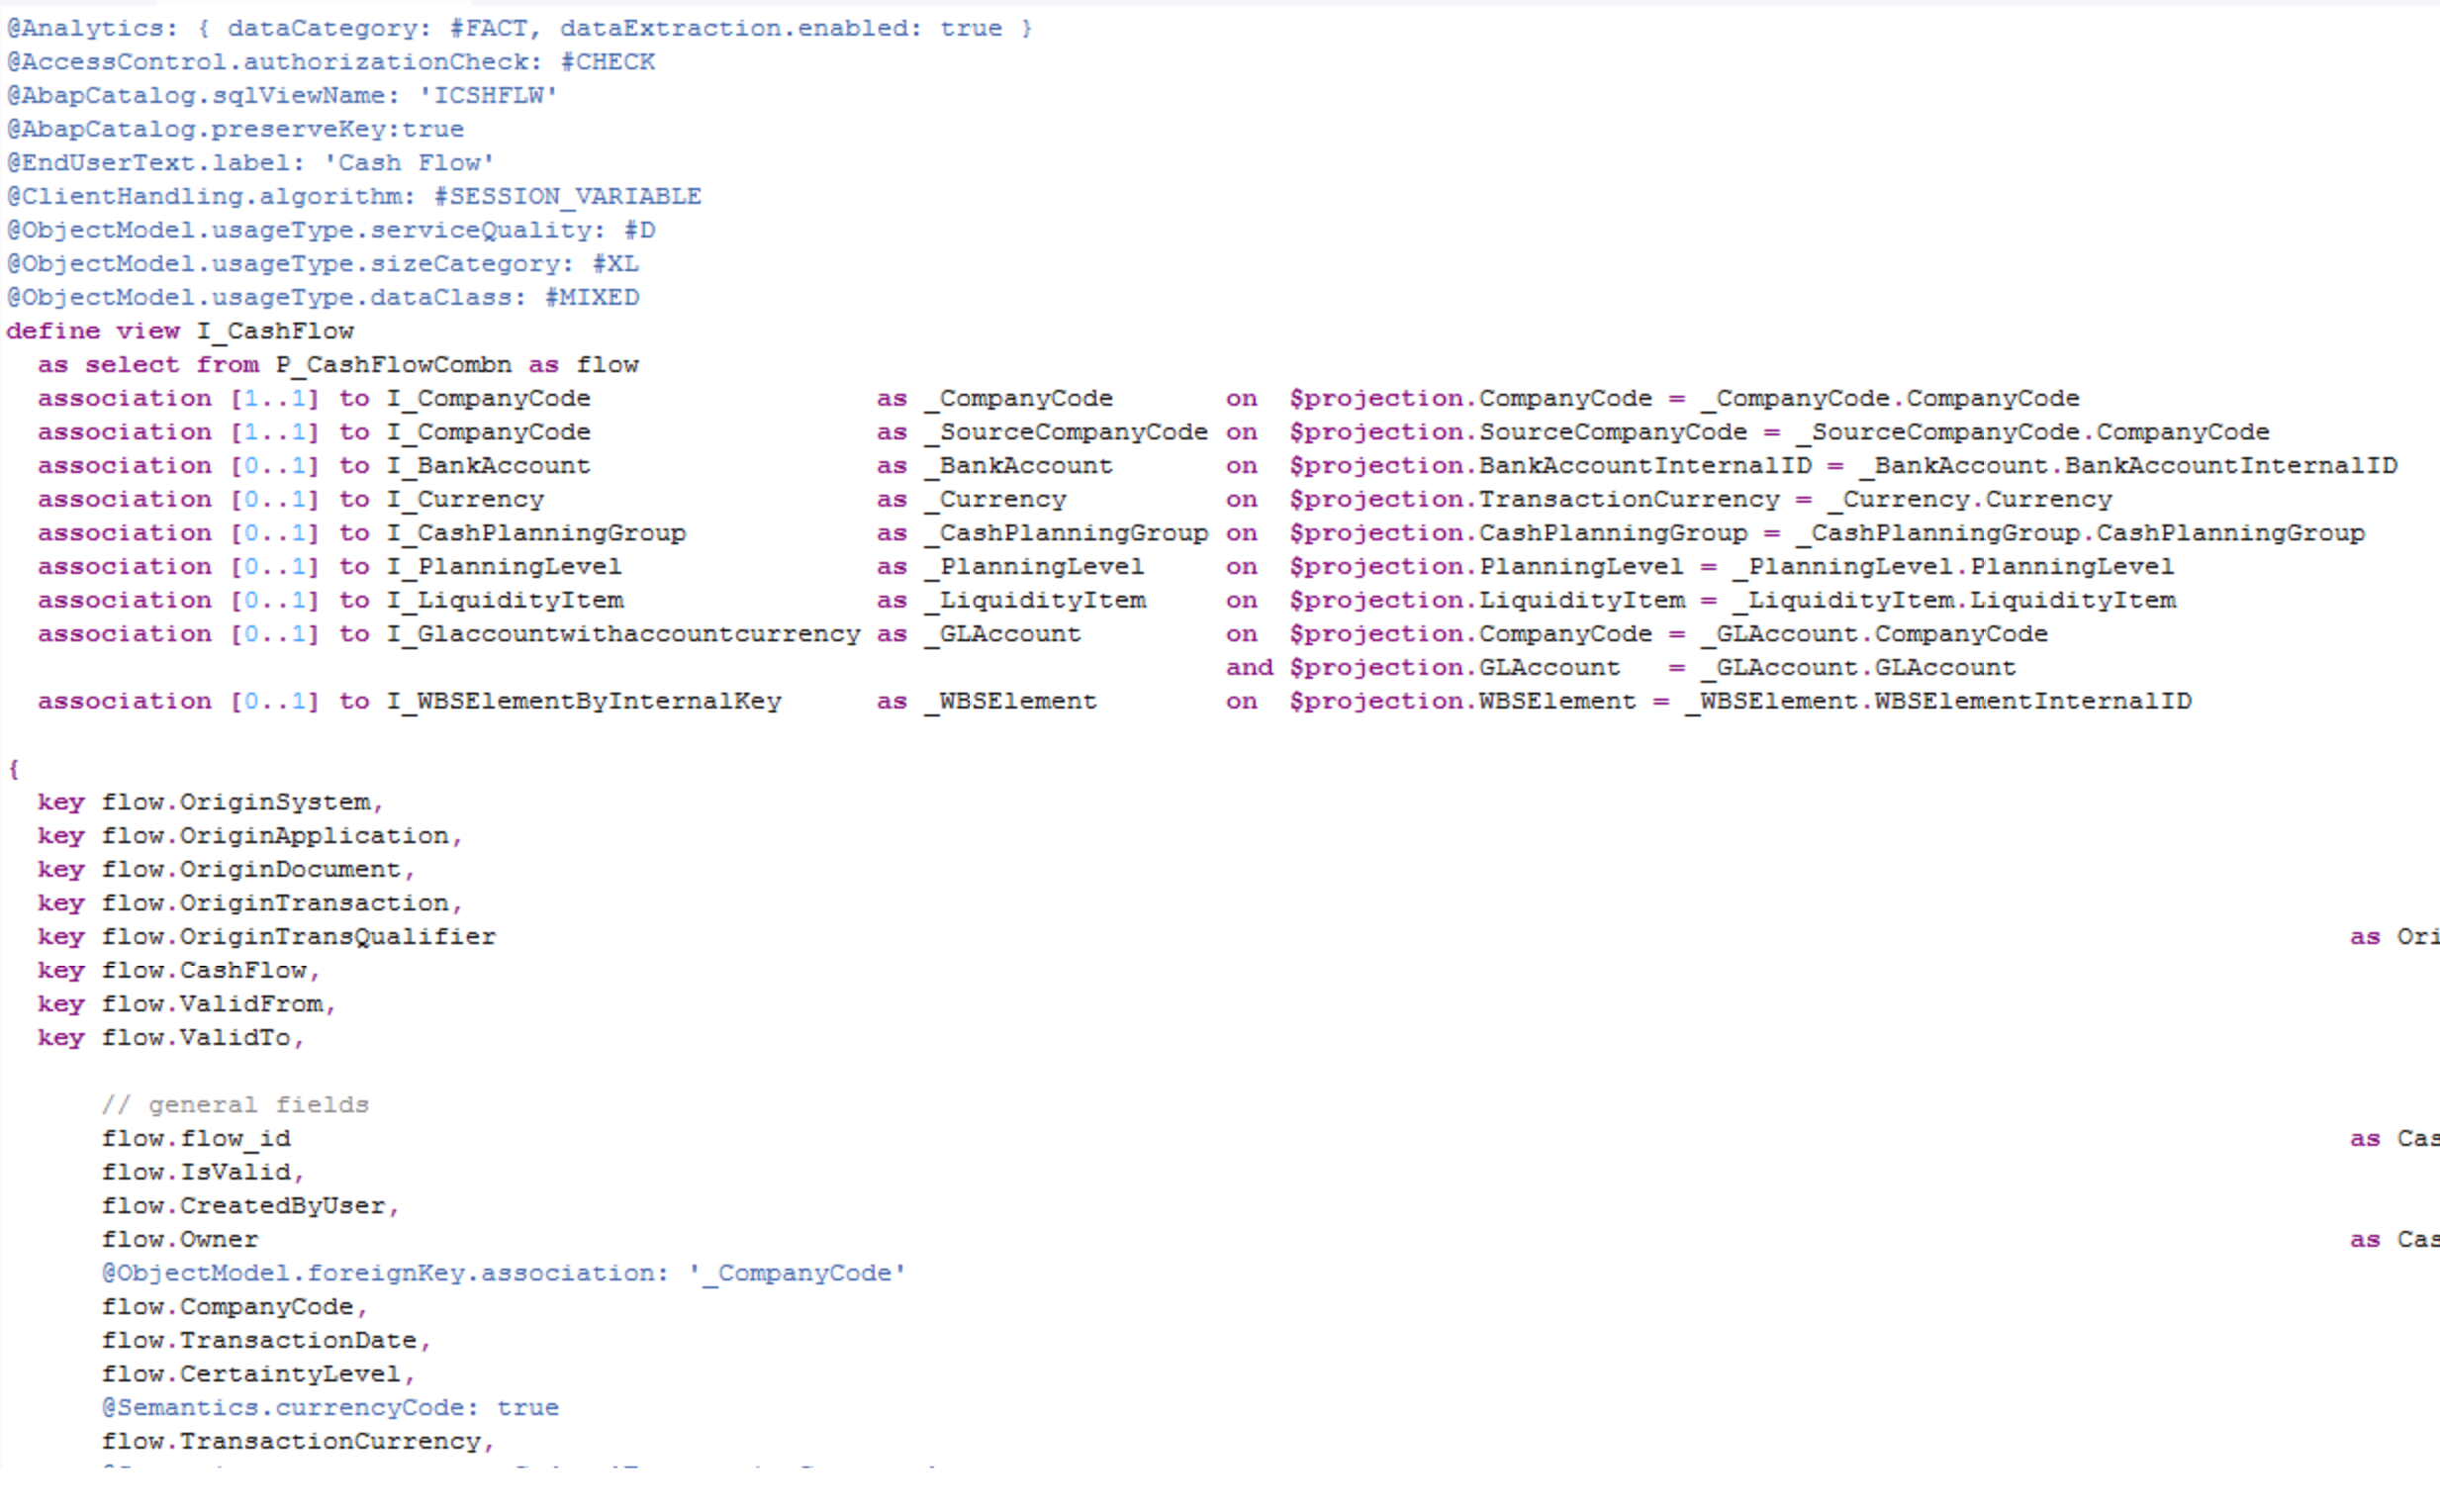 @Analytics: { dataCategory: #FACT, dataExtraction.enabled: true }
@AccessControl.authorizationCheck: #CHECK
@AbapCatalog.sqlViewName: 'ICSHFLW'
@AbapCatalog.preserveKey:true
@EndUserText.label: 'Cash Flow'
@ClientHandling.algorithm: #SESSION_VARIABLE
@ObjectModel.usageType.serviceQuality: #D
@ObjectModel.usageType.sizeCategory: #XL
@ObjectModel.usageType.dataClass: #MIXED
define view I_CashFlow
as select from P_CashFlowCombn as flow
association [1..1] to I_CompanyCode as _CompanyCode on $projection.CompanyCode = _CompanyCode.CompanyCode
association [1..1] to I_CompanyCode as _SourceCompanyCode on $projection.SourceCompanyCode = _SourceCompanyCode.CompanyCode
association [0..1] to I_BankAccount as _BankAccount on $projection.BankAccountInternalID = _BankAccount.BankAccountInternalID
association [0..1] to I_Currency as _Currency on $projection.TransactionCurrency = _Currency.Currency
association [0..1] to I_CashPlanningGroup as _CashPlanningGroup on $projection.CashPlanningGroup = _CashPlanningGroup.CashPlanningGroup
association [0..1] to I_PlanningLevel as _PlanningLevel on $projection.PlanningLevel = _PlanningLevel.PlanningLevel
association [0..1] to I_LiquidityItem as _LiquidityItem on $projection.LiquidityItem = _LiquidityItem.LiquidityItem
association [0..1] to I_Glaccountwithaccountcurrency as _GLAccount on $projection.CompanyCode = _GLAccount.CompanyCode
and $projection.GLAccount = _GLAccount.GLAccount
association [0..1] to I_WBSElementByInternalKey as _WBSElement on $projection.WBSElement = _WBSElement.WBSElementInternalID
{
key flow.OriginSystem,
key flow.OriginApplication,
key flow.OriginDocument,
key flow.OriginTransaction,
key flow.OriginTransQualifier as Ori
key flow.CashFlow,
key flow.ValidFrom,
key flow.ValidTo,
// general fields
flow.flow_id as Cas
flow.IsValid,
flow.CreatedByUser,
flow.Owner as Cas
@ObjectModel.foreignKey.association: '_CompanyCode'
flow.CompanyCode,
flow.TransactionDate,
flow.CertaintyLevel,
@Semantics.currencyCode: true
flow.TransactionCurrency,